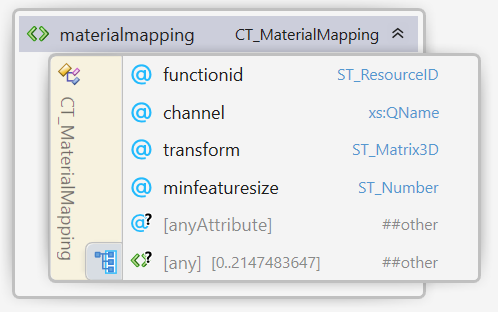 materialmapping CT_MaterialMapping
CT_MaterialMapping
functionid ST_ResourceID
channel xs:QName
transform ST_Matrix3D
minfeaturesize ST_Number
[anyAttribute] ##other
[any] [0..2147483647] ##other